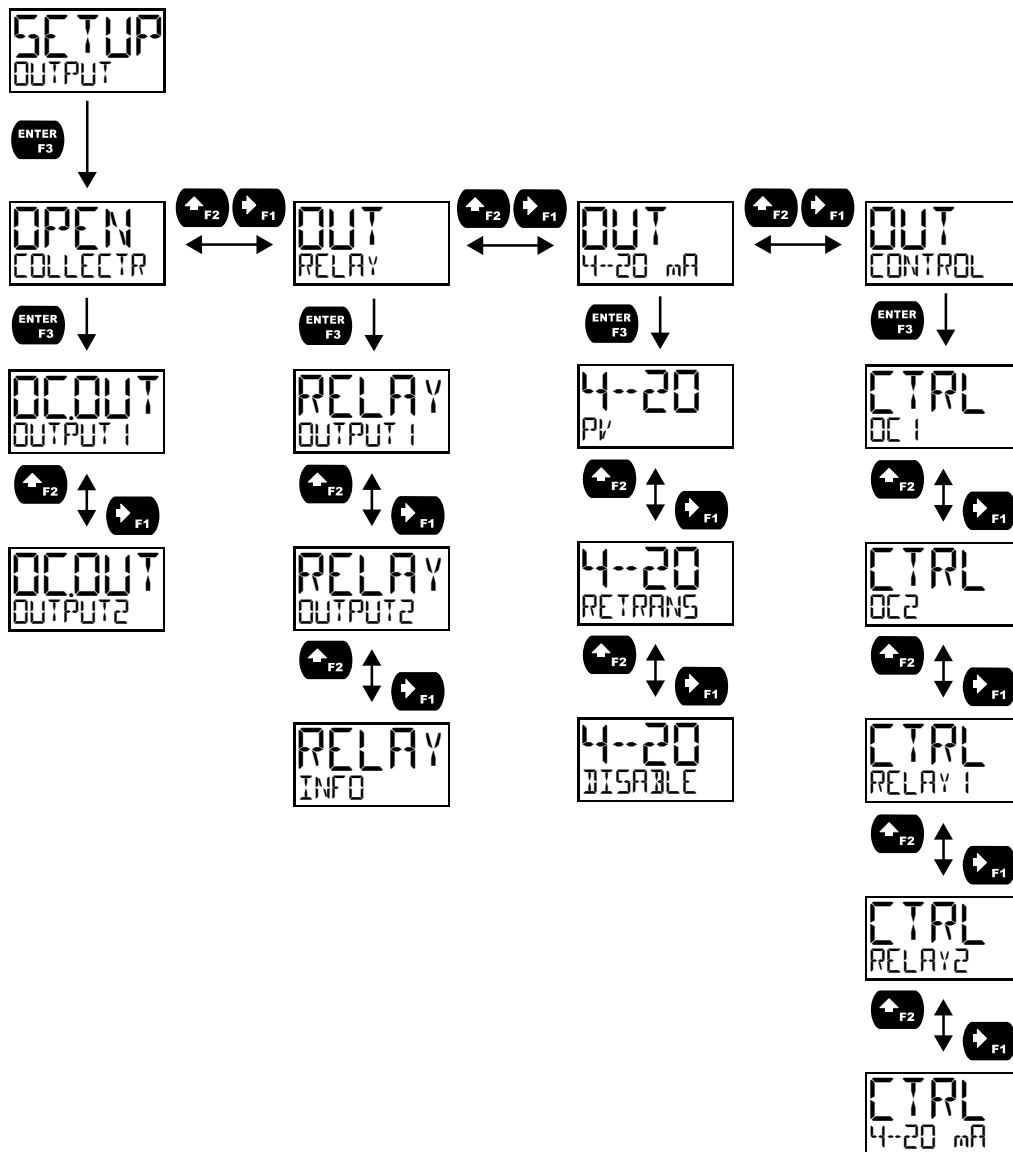 SETUP
OUTPUT
ENTER
F3
F2 F1 F2 F1 F2 F1
OPEN OUT OUT OUT
COLLECTR RELAY 4--20 mA CONTROL
ENTER ENTER ENTER ENTER
F3 F3 F3 F3
OC.OUT RELAY 4--20 CTRL
OUTPUT1 OUTPUT1 PV OC1
F2 F2 F2 F2
F1 F1 F1 F1
OC.OUT RELAY 4--20 CTRL
OUTPUT2 OUTPUT2 RETRANS OC2
F2 F2 F2
F1 F1 F1
RELAY 4--20 CTRL
INFO DISABLE RELAY1
F2
F1
CTRL
RELAY2
F2
F1
CTRL
4--20 mA